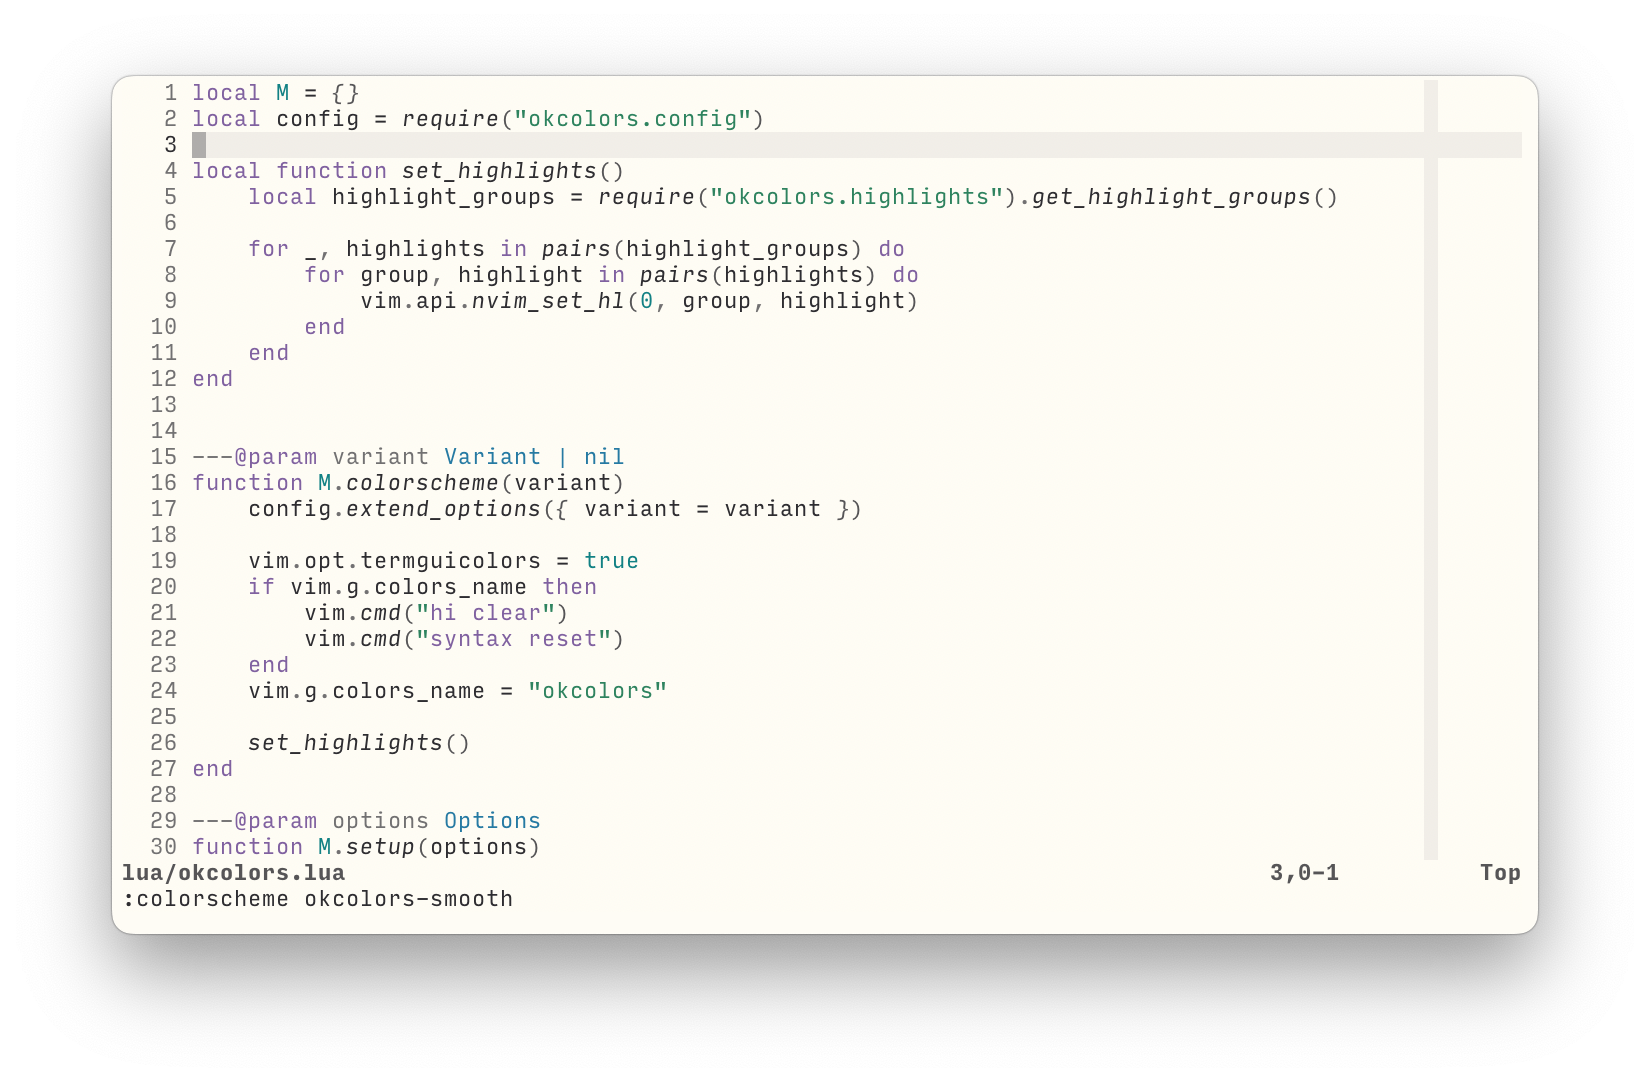 1 local M = {}
2 local config = require("okcolors.config")
3
4 local function set_highlights()
5     local highlight_groups = require("okcolors.highlights").get_highlight_groups()
6
7     for _, highlights in pairs(highlight_groups) do
8         for group, highlight in pairs(highlights) do
9             vim.api.nvim_set_hl(0, group, highlight)
10         end
11     end
12 end
13
14
15 ---@param variant Variant | nil
16 function M.colorscheme(variant)
17     config.extend_options({ variant = variant })
18
19     vim.opt.termguicolors = true
20     if vim.g.colors_name then
21         vim.cmd("hi clear")
22         vim.cmd("syntax reset")
23     end
24     vim.g.colors_name = "okcolors"
25
26     set_highlights()
27 end
28
29 ---@param options Options
30 function M.setup(options)
lua/okcolors.lua 3,0-1 Top
:colorscheme okcolors-smooth